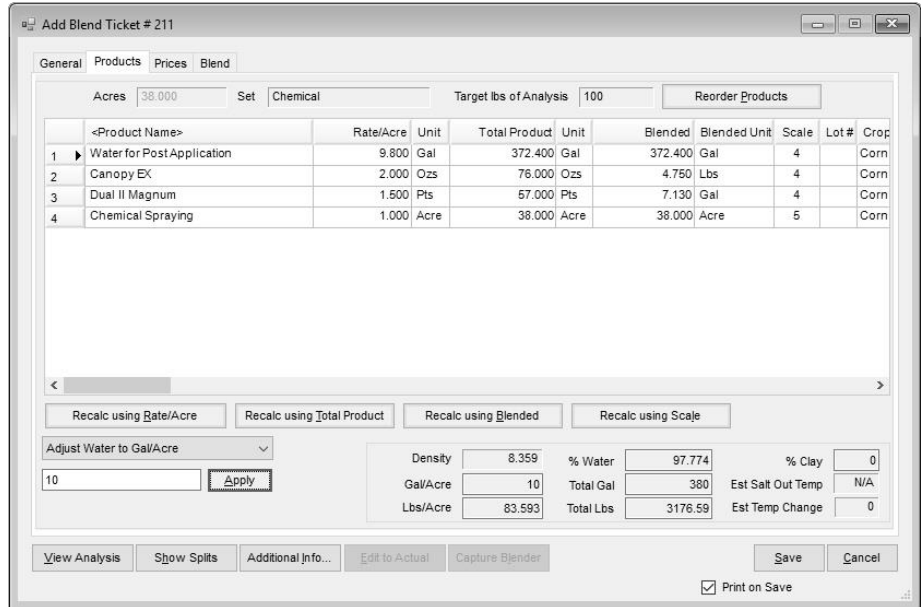 Add Blend Ticket # 211
General Products Prices Blend
Acres 38.000 Set Chemical Target lbs of Analysis 100 Reorder Products
<Product Name> Rate/Acre Unit Total Product Unit Blended Blended Unit Scale Lot # Crop
1 Water for Post Application 9.800 Gal 372.400 Gal 372.400 Gal 4 Corn
2 Canopy EX 2.000 Ozs 76.000 Ozs 4.750 Lbs 4 Corn
3 Dual II Magnum 1.500 Pts 57.000 Pts 7.130 Gal 4 Corn
4 Chemical Spraying 1.000 Acre 38.000 Acre 38.000 Acre 5 Corn
Recalc using Rate/Acre Recalc using Total Product Recalc using Blended Recalc using Scale
Adjust Water to Gal/Acre
10 Apply
Density 8.359 % Water 97.774 % Clay 0
Gal/Acre 10 Total Gal 380 Est Salt Out Temp N/A
Lbs/Acre 83.593 Total Lbs 3176.59 Est Temp Change 0
View Analysis Show Splits Additional Info... Edit to Actual Capture Blender Save Cancel
Print on Save